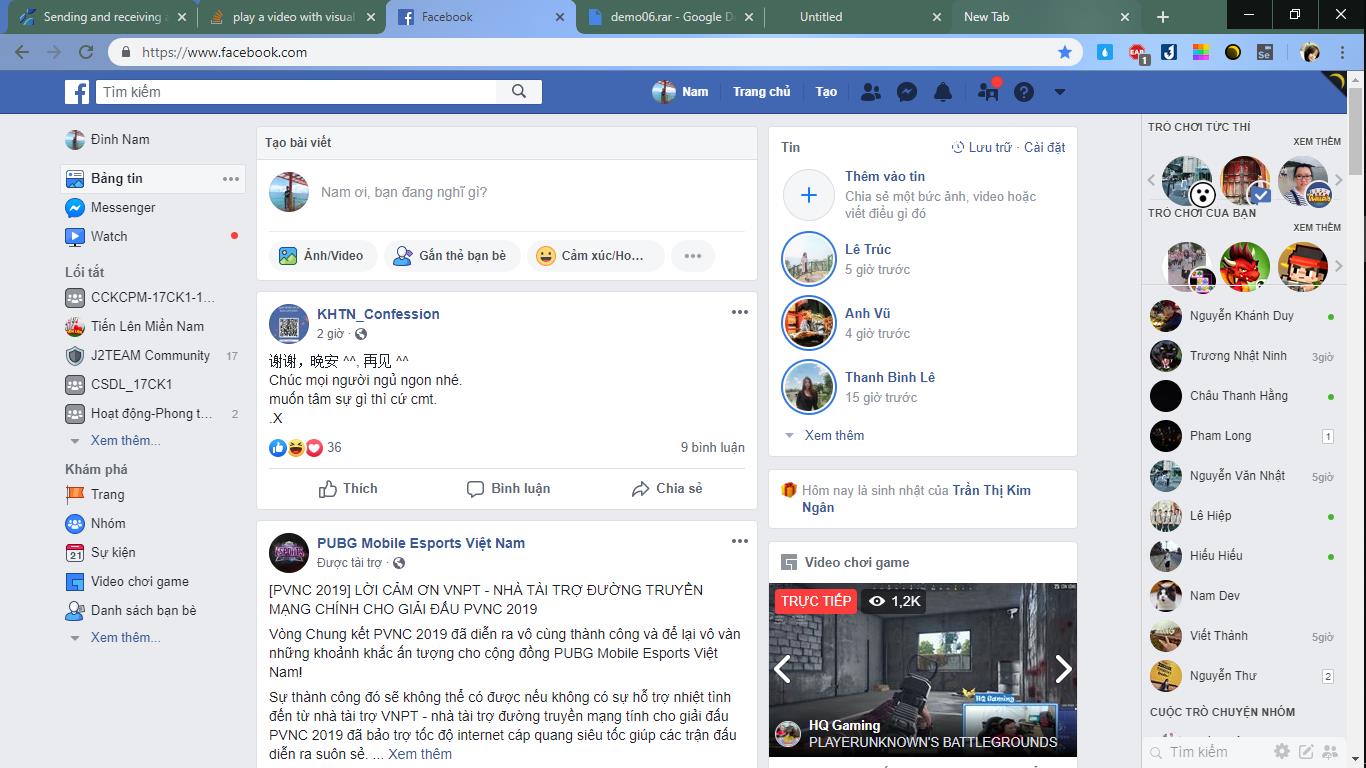 Sending and receiving a
play a video with visual
Facebook
demo06.rar - Google D
Untitled
New Tab
https://www.facebook.com
EAB
1
Se
Tìm kiếm
Nam
Trang chủ
Tạo
Đình Nam
Bảng tin
Messenger
Watch
Lối tắt
CCKCPM-17CK1-1...
Tiến Lên Miền Nam
J2TEAM Community 17
CSDL_17CK1
Hoạt động-Phong t... 2
Xem thêm...
Khám phá
Trang
Nhóm
21 Sự kiện
Video chơi game
Danh sách bạn bè
Xem thêm...
Tạo bài viết
Nam ơi, bạn đang nghĩ gì?
Ảnh/Video
Gắn thẻ bạn bè
Cảm xúc/Ho...
KHTN_Confession
2 giờ ·
谢谢，晚安 ^^, 再见 ^^
Chúc mọi người ngủ ngon nhé.
muốn tâm sự gì thì cứ cmt.
.X
36
9 bình luận
Thích
Bình luận
Chia sẻ
PUBG Mobile Esports Việt Nam
Được tài trợ ·
[PVNC 2019] LỜI CẢM ƠN VNPT - NHÀ TÀI TRỢ ĐƯỜNG TRUYỀN
MẠNG CHÍNH CHO GIẢI ĐẤU PVNC 2019
Vòng Chung kết PVNC 2019 đã diễn ra vô cùng thành công và để lại vô vàn
những khoảnh khắc ấn tượng cho cộng đồng PUBG Mobile Esports Việt
Nam!
Sự thành công đó sẽ không thể có được nếu không có sự hỗ trợ nhiệt tình
đến từ nhà tài trợ VNPT - nhà tài trợ đường truyền mạng tính cho giải đấu
PVNC 2019 đã bảo trợ tốc độ internet cáp quang siêu tốc giúp các trận đấu
diễn ra suôn sẻ. ... Xem thêm
Tin
Lưu trữ · Cài đặt
Thêm vào tin
Chia sẻ một bức ảnh, video hoặc
viết điều gì đó
Lê Trúc
5 giờ trước
Anh Vũ
4 giờ trước
Thanh Bình Lê
15 giờ trước
Xem thêm
Hôm nay là sinh nhật của Trần Thị Kim
Ngân
Video chơi game
TRỰC TIẾP
1,2K
HQ Gaming
HQ Gaming
PLAYERUNKNOWN'S BATTLEGROUNDS
TRÒ CHƠI TỨC THÌ
XEM THÊM
TRÒ CHƠI CỦA BẠN
XEM THÊM
Nguyễn Khánh Duy
Trương Nhật Ninh 3giờ
Châu Thanh Hằng
Pham Long 1
Nguyễn Văn Nhật 5giờ
Lê Hiệp
Hiếu Hiếu
Nam Dev
Viết Thành 5giờ
Nguyễn Thư 2
CUỘC TRÒ CHUYỆN NHÓM
Tìm kiếm